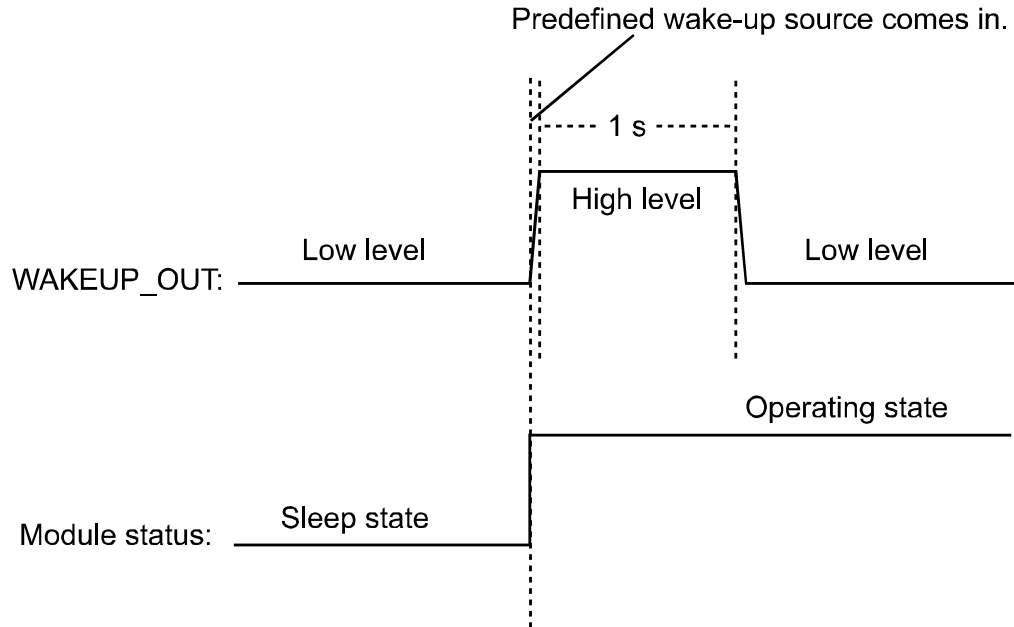 Predefined wake-up source comes in.
1 s
High level
Low level
Low level
WAKEUP_OUT:
Operating state
Sleep state
Module status: